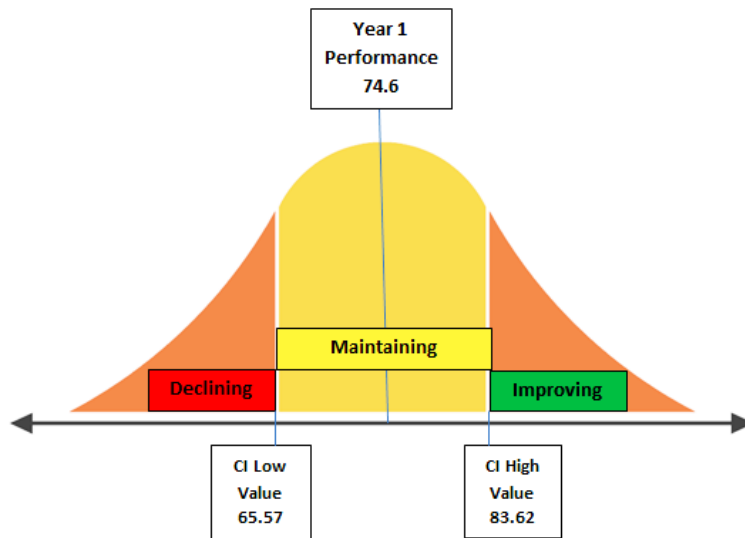 Year 1
Performance
74.6
Maintaining
Declining
Improving
CI Low
Value
65.57
CI High
Value
83.62